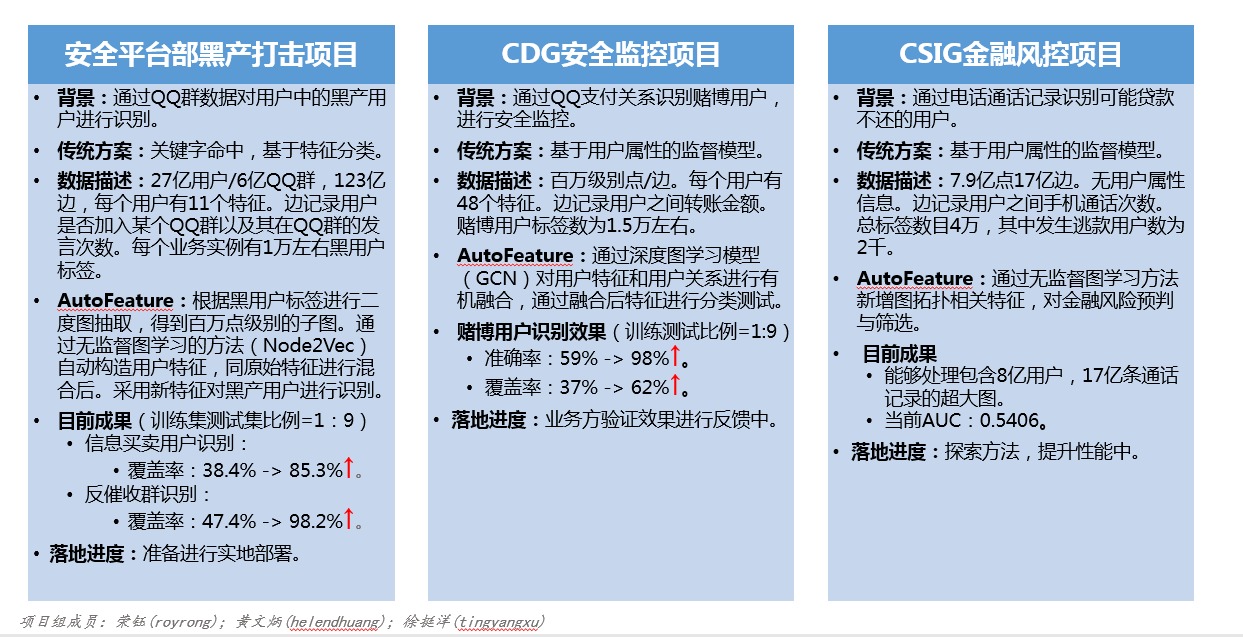 安全平台部黑产打击项目
• 背景：通过QQ群数据对用户中的黑产用
户进行识别。
• 传统方案：关键字命中，基于特征分类。
• 数据描述：27亿用户/6亿QQ群，123亿
边，每个用户有11个特征。边记录用户
是否加入某个QQ群以及其在QQ群的发
言次数。每个业务实例有1万左右黑用户
标签。
• AutoFeature：根据黑用户标签进行二
度图抽取，得到百万点级别的子图。通
过无监督图学习的方法（Node2Vec）
自动构造用户特征，同原始特征进行混
合后。采用新特征对黑产用户进行识别。
• 目前成果（训练集测试集比例=1：9）
• 信息买卖用户识别：
• 覆盖率：38.4% -> 85.3%↑。
• 反催收群识别：
• 覆盖率：47.4% -> 98.2%↑。
• 落地进度：准备进行实地部署。
CDG安全监控项目
• 背景：通过QQ支付关系识别赌博用户，
进行安全监控。
• 传统方案：基于用户属性的监督模型。
• 数据描述：百万级别点/边。每个用户有
48个特征。边记录用户之间转账金额。
赌博用户标签数为1.5万左右。
• AutoFeature：通过深度图学习模型
（GCN）对用户特征和用户关系进行有
机融合，通过融合后特征进行分类测试。
• 赌博用户识别效果（训练测试比例=1:9）
• 准确率：59% -> 98%↑。
• 覆盖率：37% -> 62%↑。
• 落地进度：业务方验证效果进行反馈中。
CSIG金融风控项目
• 背景：通过电话通话记录识别可能贷款
不还的用户。
• 传统方案：基于用户属性的监督模型。
• 数据描述：7.9亿点17亿边。无用户属性
信息。边记录用户之间手机通话次数。
总标签数目4万，其中发生逃款用户数为
2千。
• AutoFeature：通过无监督图学习方法
新增图拓扑相关特征，对金融风险预判
与筛选。
• 目前成果
• 能够处理包含8亿用户，17亿条通话
记录的超大图。
• 当前AUC：0.5406。
• 落地进度：探索方法，提升性能中。
项目组成员：荣钰(royrong)；黄文炳(helendhuang)；徐挺洋(tingyangxu)